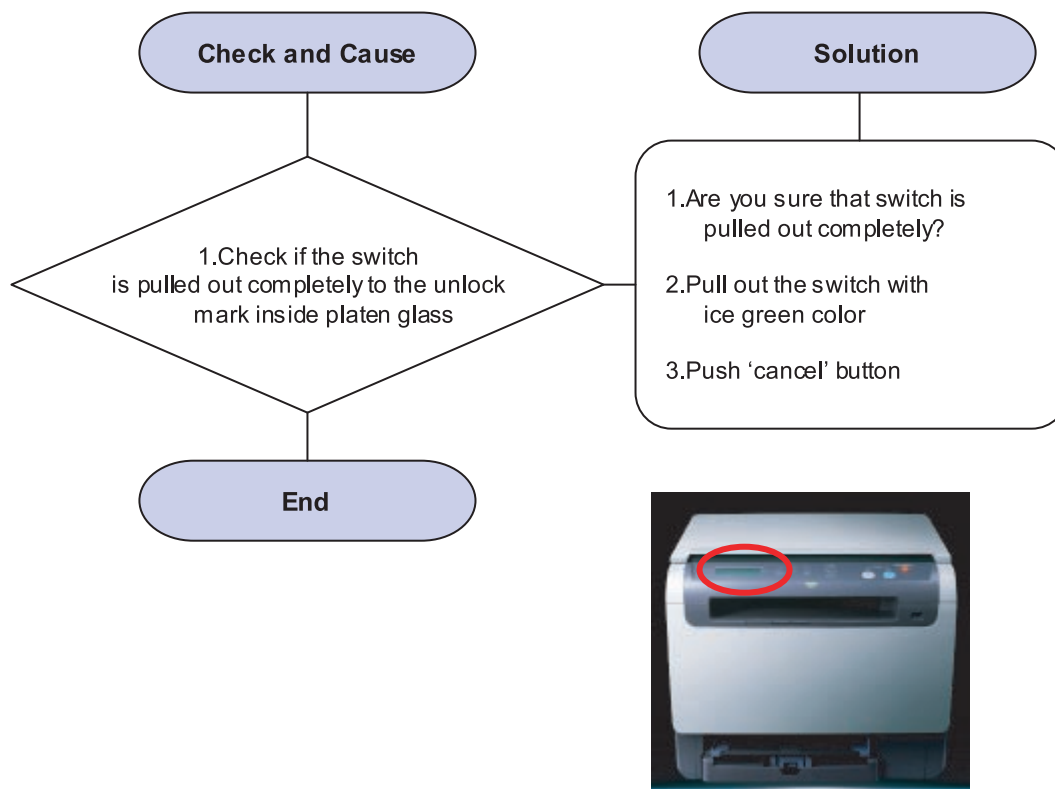 Check and Cause
1.Check if the switch
is pulled out completely to the unlock
mark inside platen glass
End
Solution
1.Are you sure that switch is
pulled out completely?
2.Pull out the switch with
ice green color
3.Push ‘cancel’ button